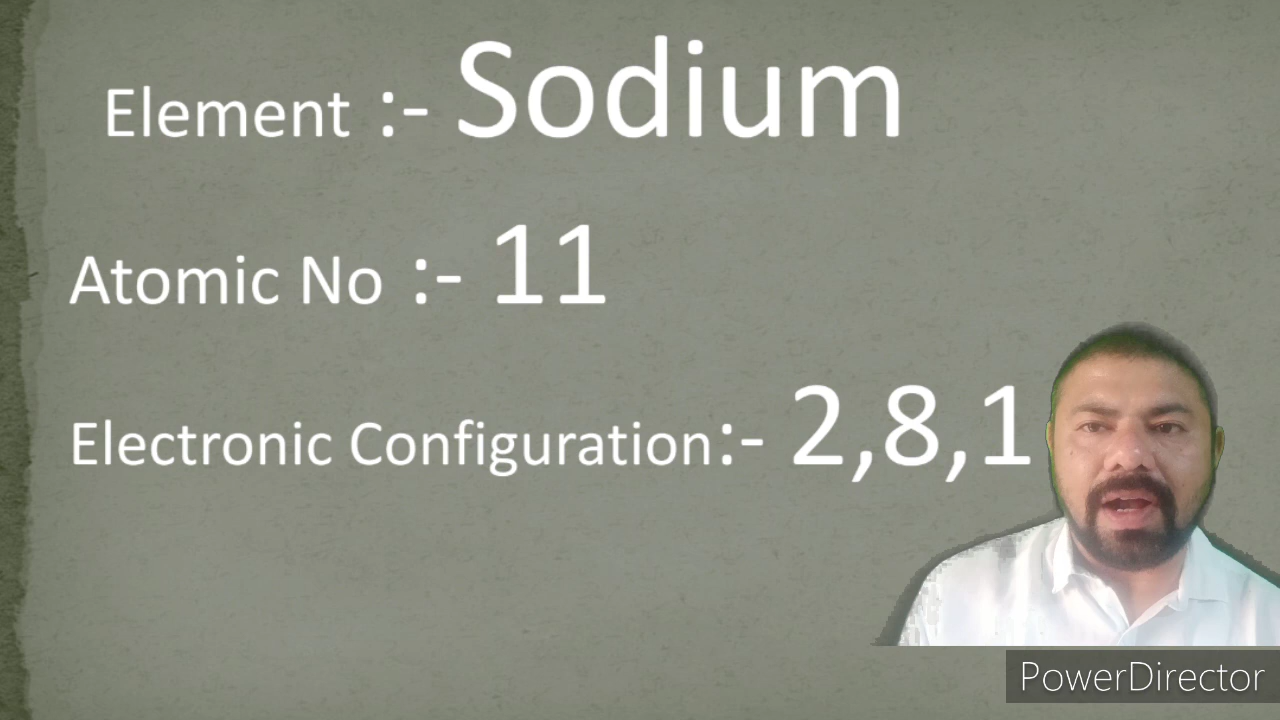 Element :- Sodium
Atomic No :- 11
Electronic Configuration:- 2,8,1
PowerDirector